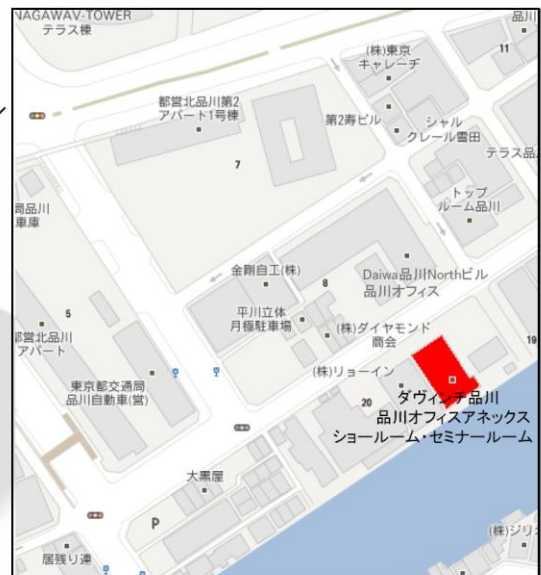 NAGAWAV-TOWER
テラス棟
品川
11
(株)東京
キャレーヂ
都営北品川第2
アパート1号棟
第2寿ビル
シャル
クレール雪田
テラス品
7
トップ
ルーム品川
局品川
車庫
金剛自工(株)
8
Daiwa品川Northビル
品川オフィス
平川立体
月極駐車場
5
(株)ダイヤモンド
商会
19
都営北品川
アパート
(株)リョーイン
東京都交通局
品川自動車(営)
20
ダヴィンチ品川
品川オフィスアネックス
ショールーム・セミナールーム
大黒屋
P
(株)ジリ
居残り連